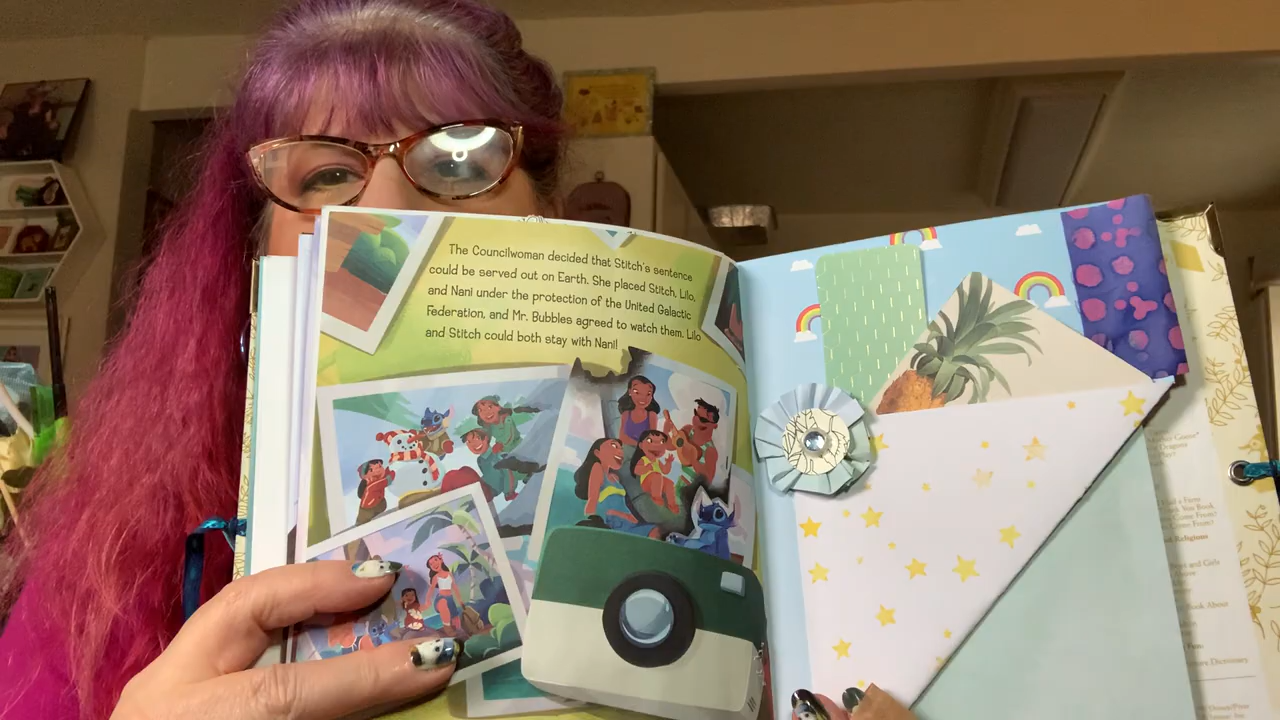 The Councilwoman decided that Stitch's sentence
could be served out on Earth. She placed Stitch, Lilo,
and Nani under the protection of the United Galactic
Federation, and Mr. Bubbles agreed to watch them. Lilo
and Stitch could both stay with Nani!